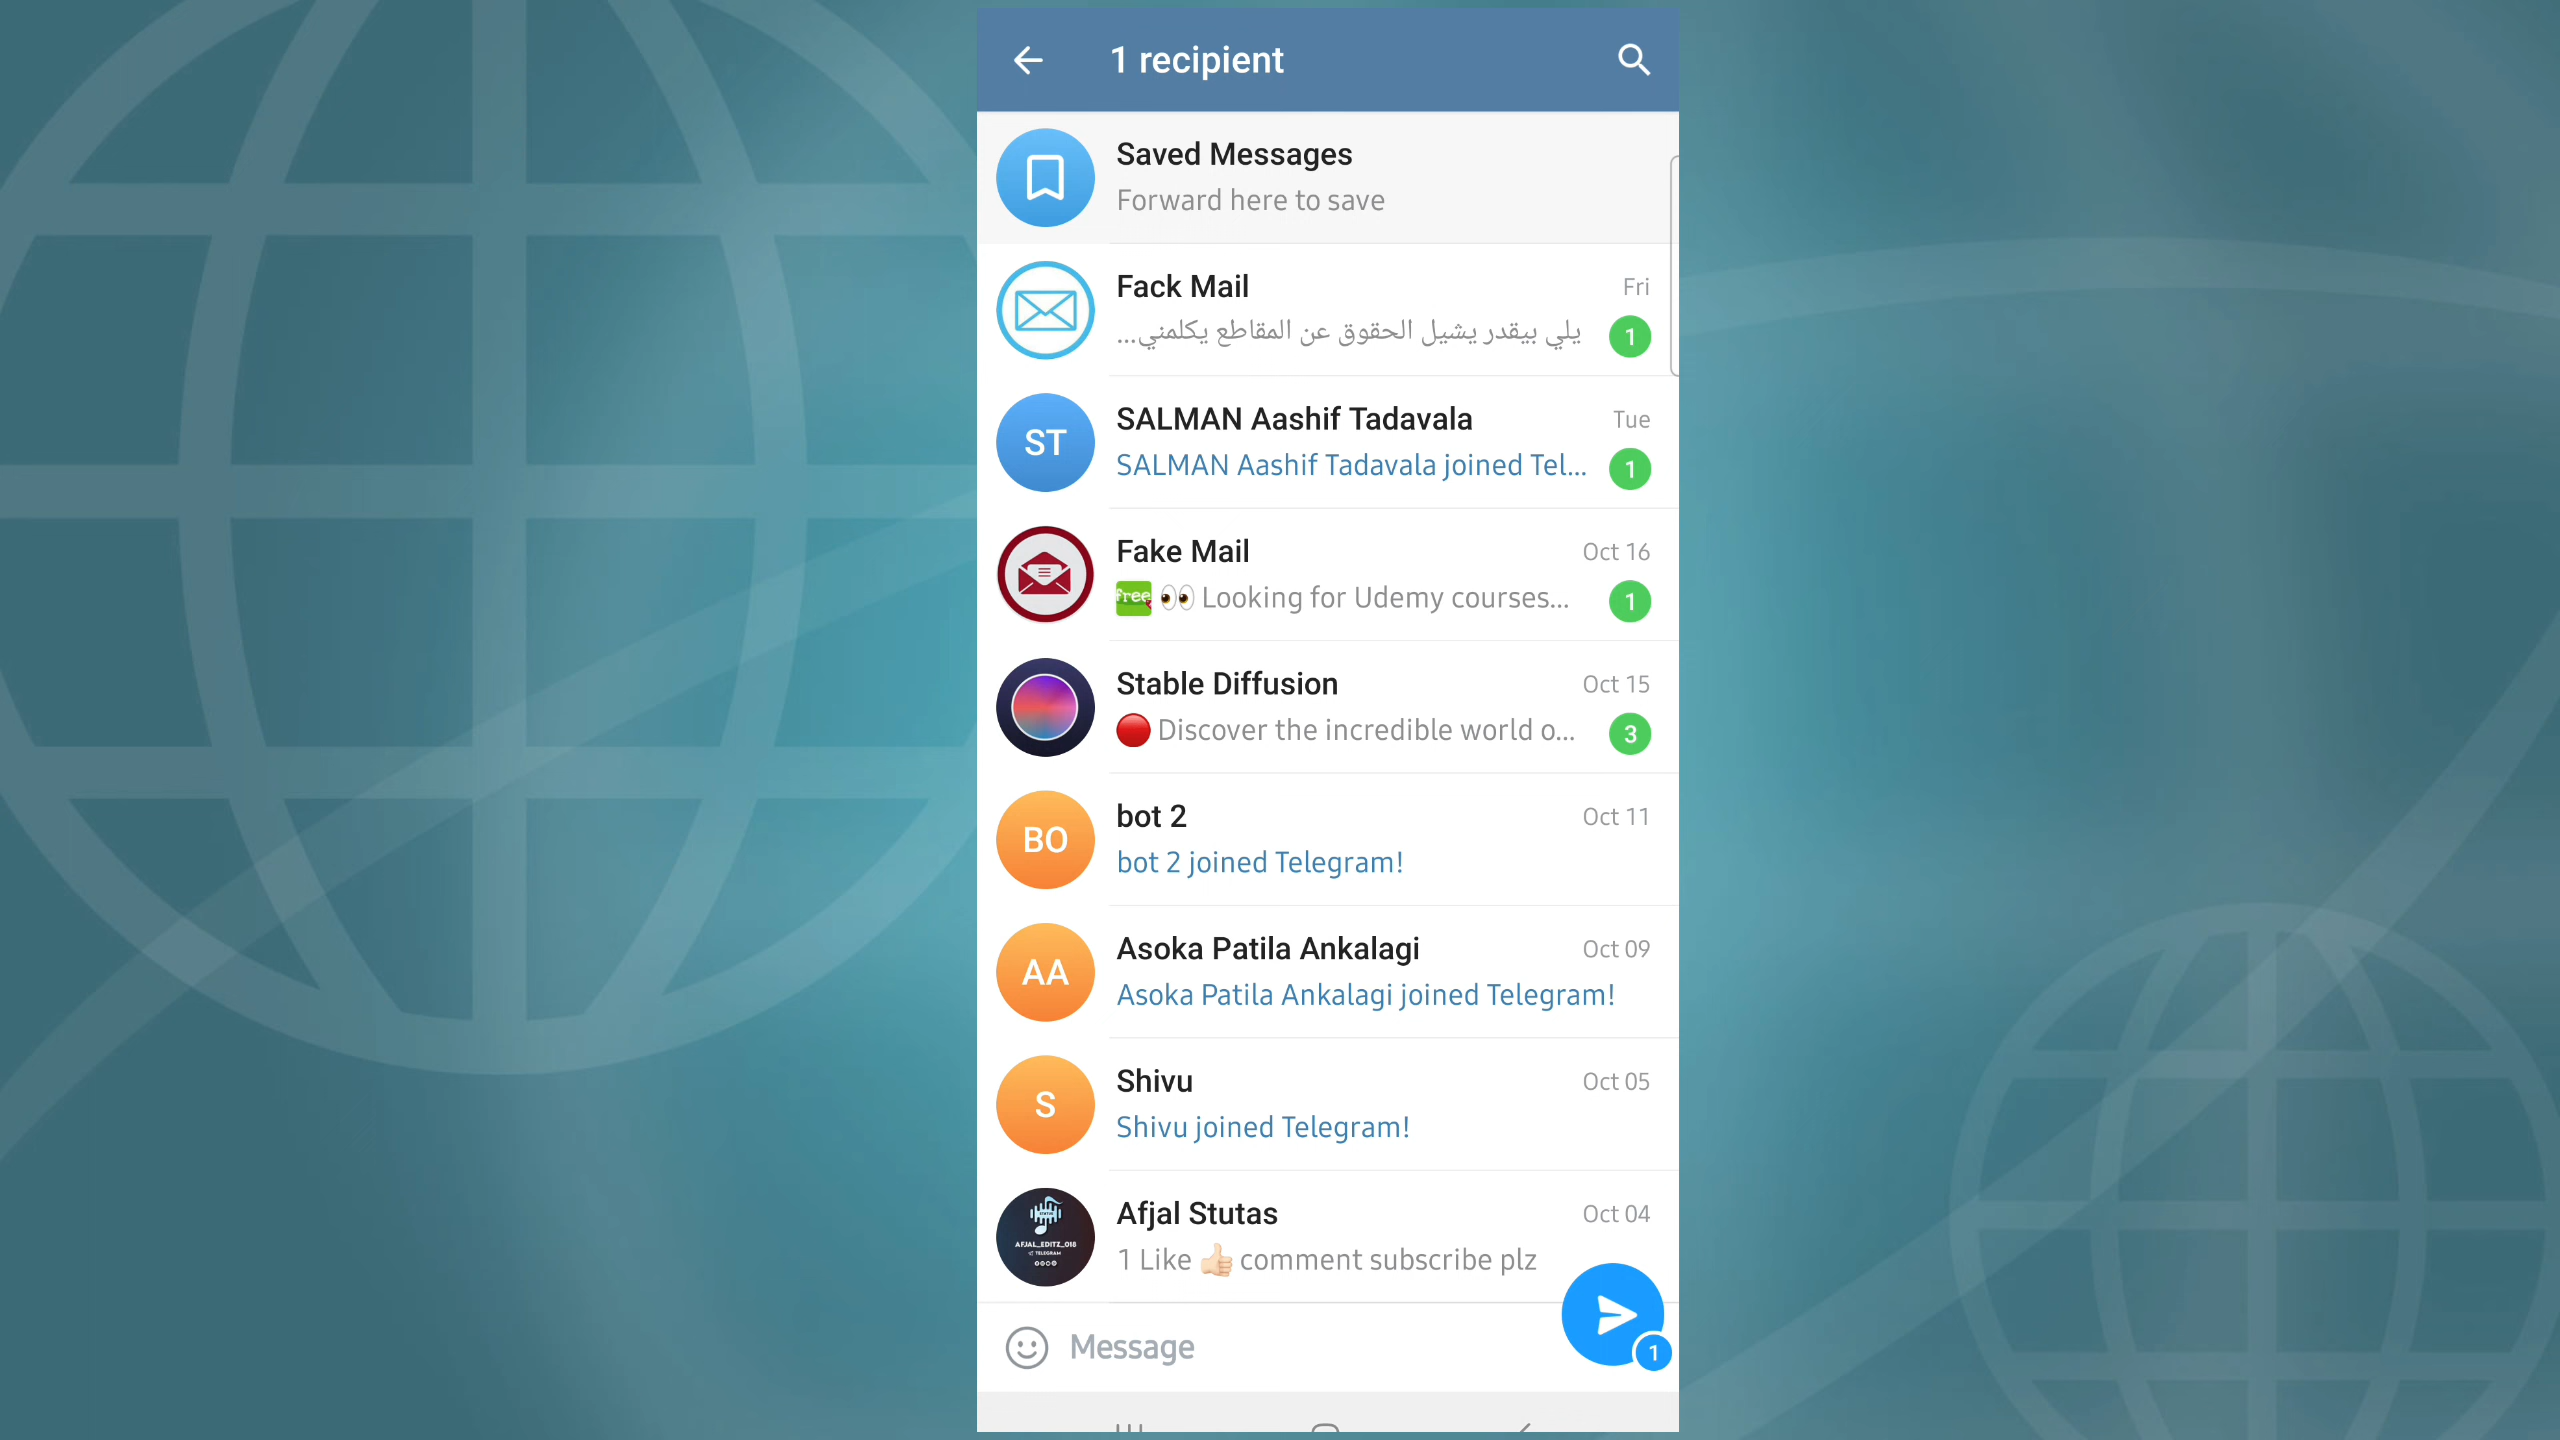 1 recipient
Saved Messages
Forward here to save
Fack Mail
Fri
يلي بيقدر يشيل الحقوق عن المقاطع يكلمني...
1
ST
SALMAN Aashif Tadavala
Tue
SALMAN Aashif Tadavala joined Tel...
1
Fake Mail
Oct 16
free 👀 Looking for Udemy courses...
1
Stable Diffusion
Oct 15
🔴 Discover the incredible world o...
3
BO
bot 2
Oct 11
bot 2 joined Telegram!
AA
Asoka Patila Ankalagi
Oct 09
Asoka Patila Ankalagi joined Telegram!
S
Shivu
Oct 05
Shivu joined Telegram!
AFJAL_EDITZ_018
TELEGRAM
Afjal Stutas
Oct 04
1 Like 👍🏻 comment subscribe plz
Message
1